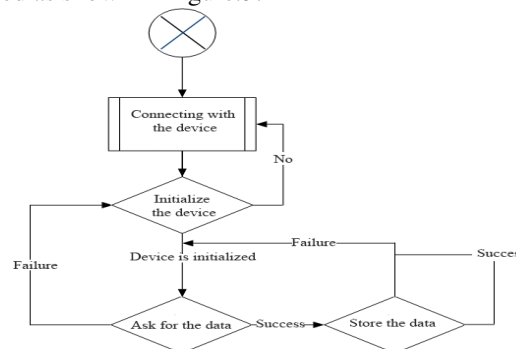 Connecting with
the device
No
Initialize
the device
Failure
Device is initialized
Failure
Ask for the data
Success
Store the data